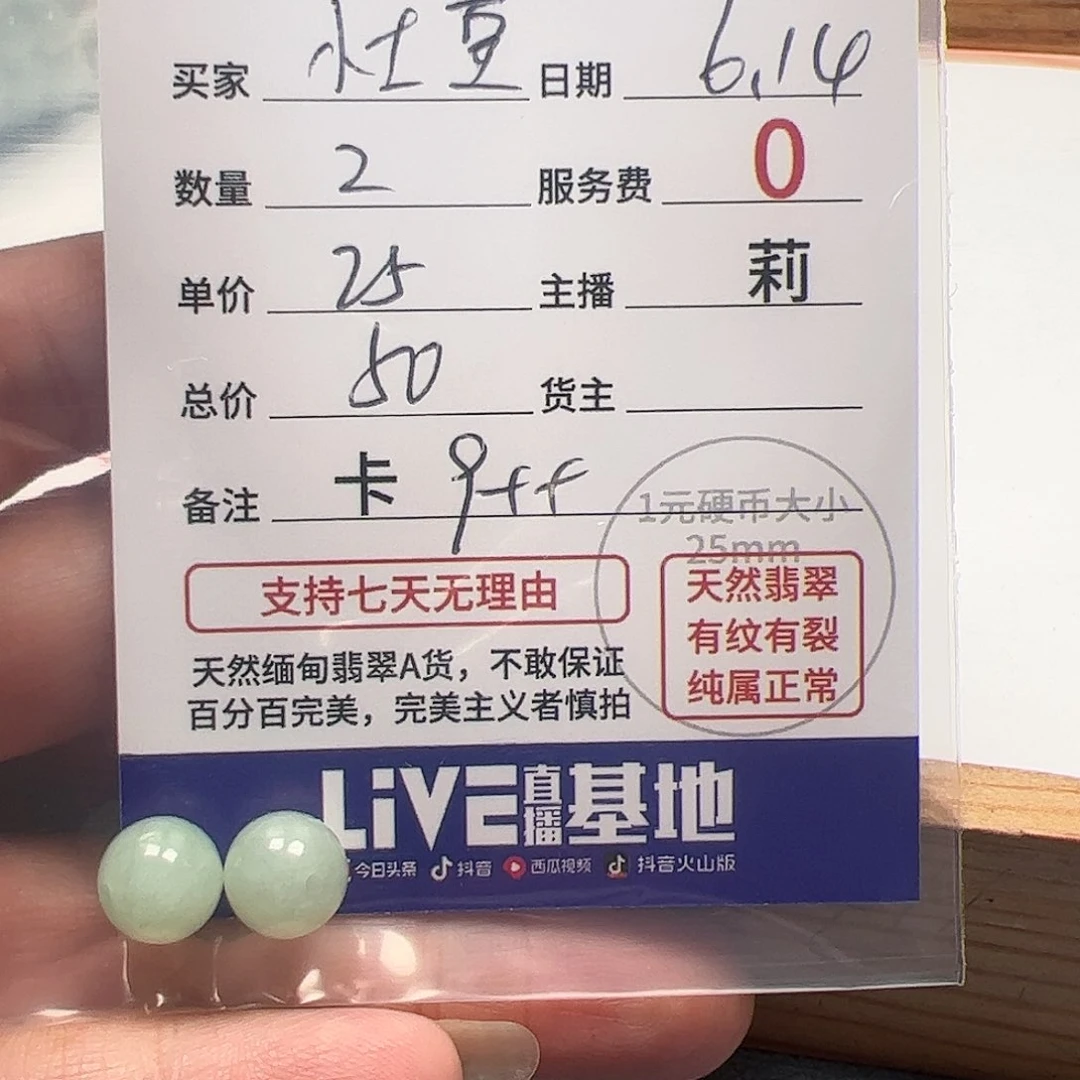 买家 杜豆 日期 6.14
数量 2 服务费 0
单价 25 主播 莉
总价 50 货主
备注 卡 9++
1元硬币大小
25mm
支持七天无理由
天然翡翠
有纹有裂
纯属正常
天然缅甸翡翠A货，不敢保证
百分百完美，完美主义者慎拍
LiVE直播基地
今日头条 抖音 西瓜视频 抖音火山版